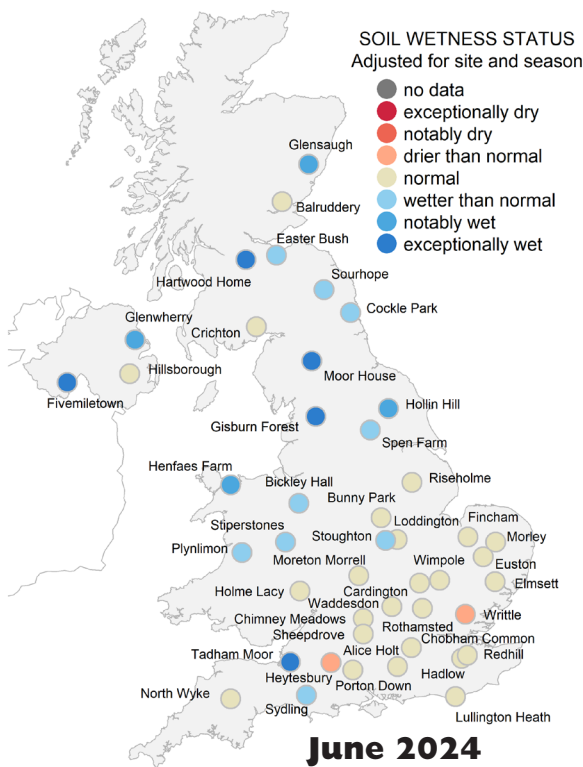 SOIL WETNESS STATUS
Adjusted for site and season
no data
exceptionally dry
notably dry
drier than normal
normal
wetter than normal
notably wet
exceptionally wet
Glensaugh
Balruddery
Easter Bush
Hartwood Home
Sourhope
Cockle Park
Glenwherry
Crichton
Hillsborough
Moor House
Fivemiletown
Hollin Hill
Gisburn Forest
Spen Farm
Henfaes Farm
Bickley Hall
Riseholme
Bunny Park
Loddington
Fincham
Stiperstones
Stoughton
Morley
Plynlimon
Moreton Morrell
Wimpole
Euston
Elmsett
Holme Lacy
Cardington
Waddesdon
Writtle
Chimney Meadows
Rothamsted
Sheepdrove
Chobham Common
Tadham Moor
Alice Holt
Redhill
Heytesbury
Hadlow
Porton Down
North Wyke
Sydling
Lullington Heath
June 2024